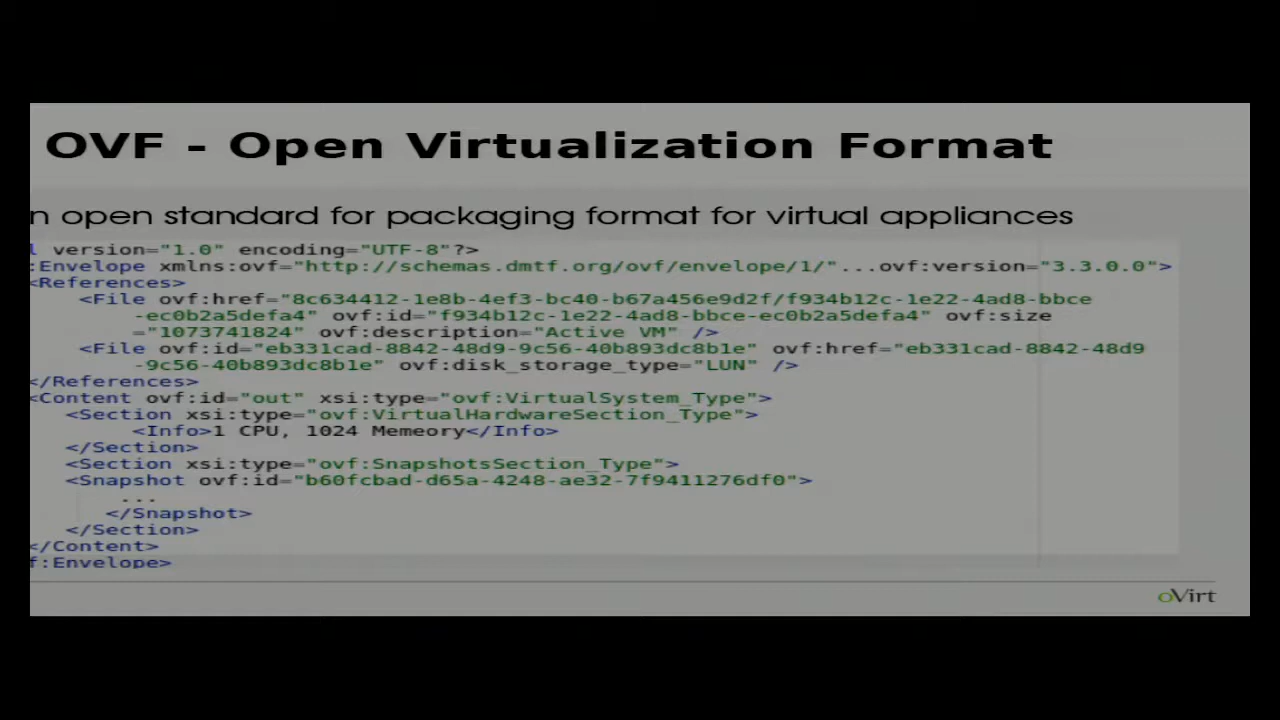 OVF - Open Virtualization Format
n open standard for packaging format for virtual appliances
l version="1.0" encoding="UTF-8"?>
:Envelope xmlns:ovf="http://schemas.dmtf.org/ovf/envelope/1/"...ovf:version="3.3.0.0">
<References>
<File ovf:href="8c634412-1e8b-4ef3-bc40-b67a456e9d2f/f934b12c-1e22-4ad8-bbce
-ec0b2a5defa4" ovf:id="f934b12c-1e22-4ad8-bbce-ec0b2a5defa4" ovf:size
="1073741824" ovf:description="Active VM" />
<File ovf:id="eb331cad-8842-48d9-9c56-40b893dc8b1e" ovf:href="eb331cad-8842-48d9
-9c56-40b893dc8b1e" ovf:disk_storage_type="LUN" />
</References>
<Content ovf:id="out" xsi:type="ovf:VirtualSystem_Type">
<Section xsi:type="ovf:VirtualHardwareSection_Type">
<Info>1 CPU, 1024 Memeory</Info>
</Section>
<Section xsi:type="ovf:SnapshotsSection_Type">
<Snapshot ovf:id="b60fcbad-d65a-4248-ae32-7f9411276df0">
...
</Snapshot>
</Section>
</Content>
f:Envelope>
oVirt